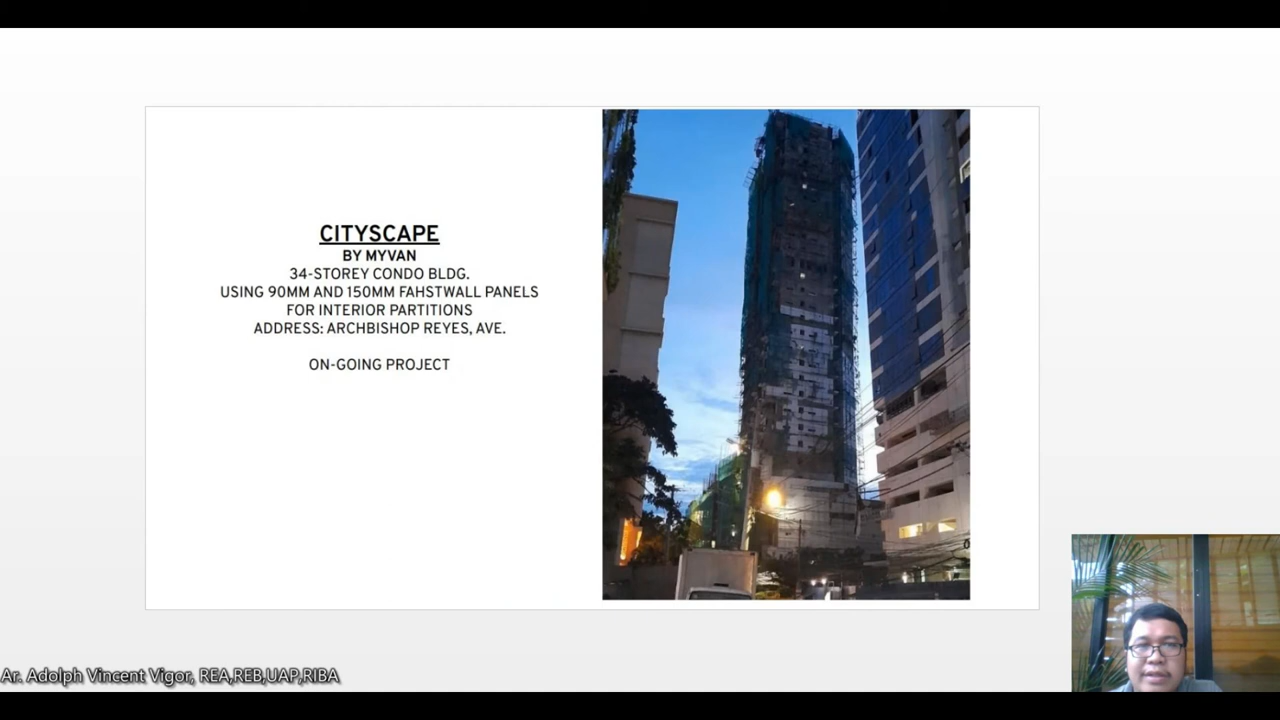 CITYSCAPE
BY MYVAN
34-STOREY CONDO BLDG.
USING 90MM AND 150MM FAHSTWALL PANELS
FOR INTERIOR PARTITIONS
ADDRESS: ARCHBISHOP REYES, AVE.
ON-GOING PROJECT
Ar. Adolph Vincent Vigor, REA,REB,UAP,RIBA